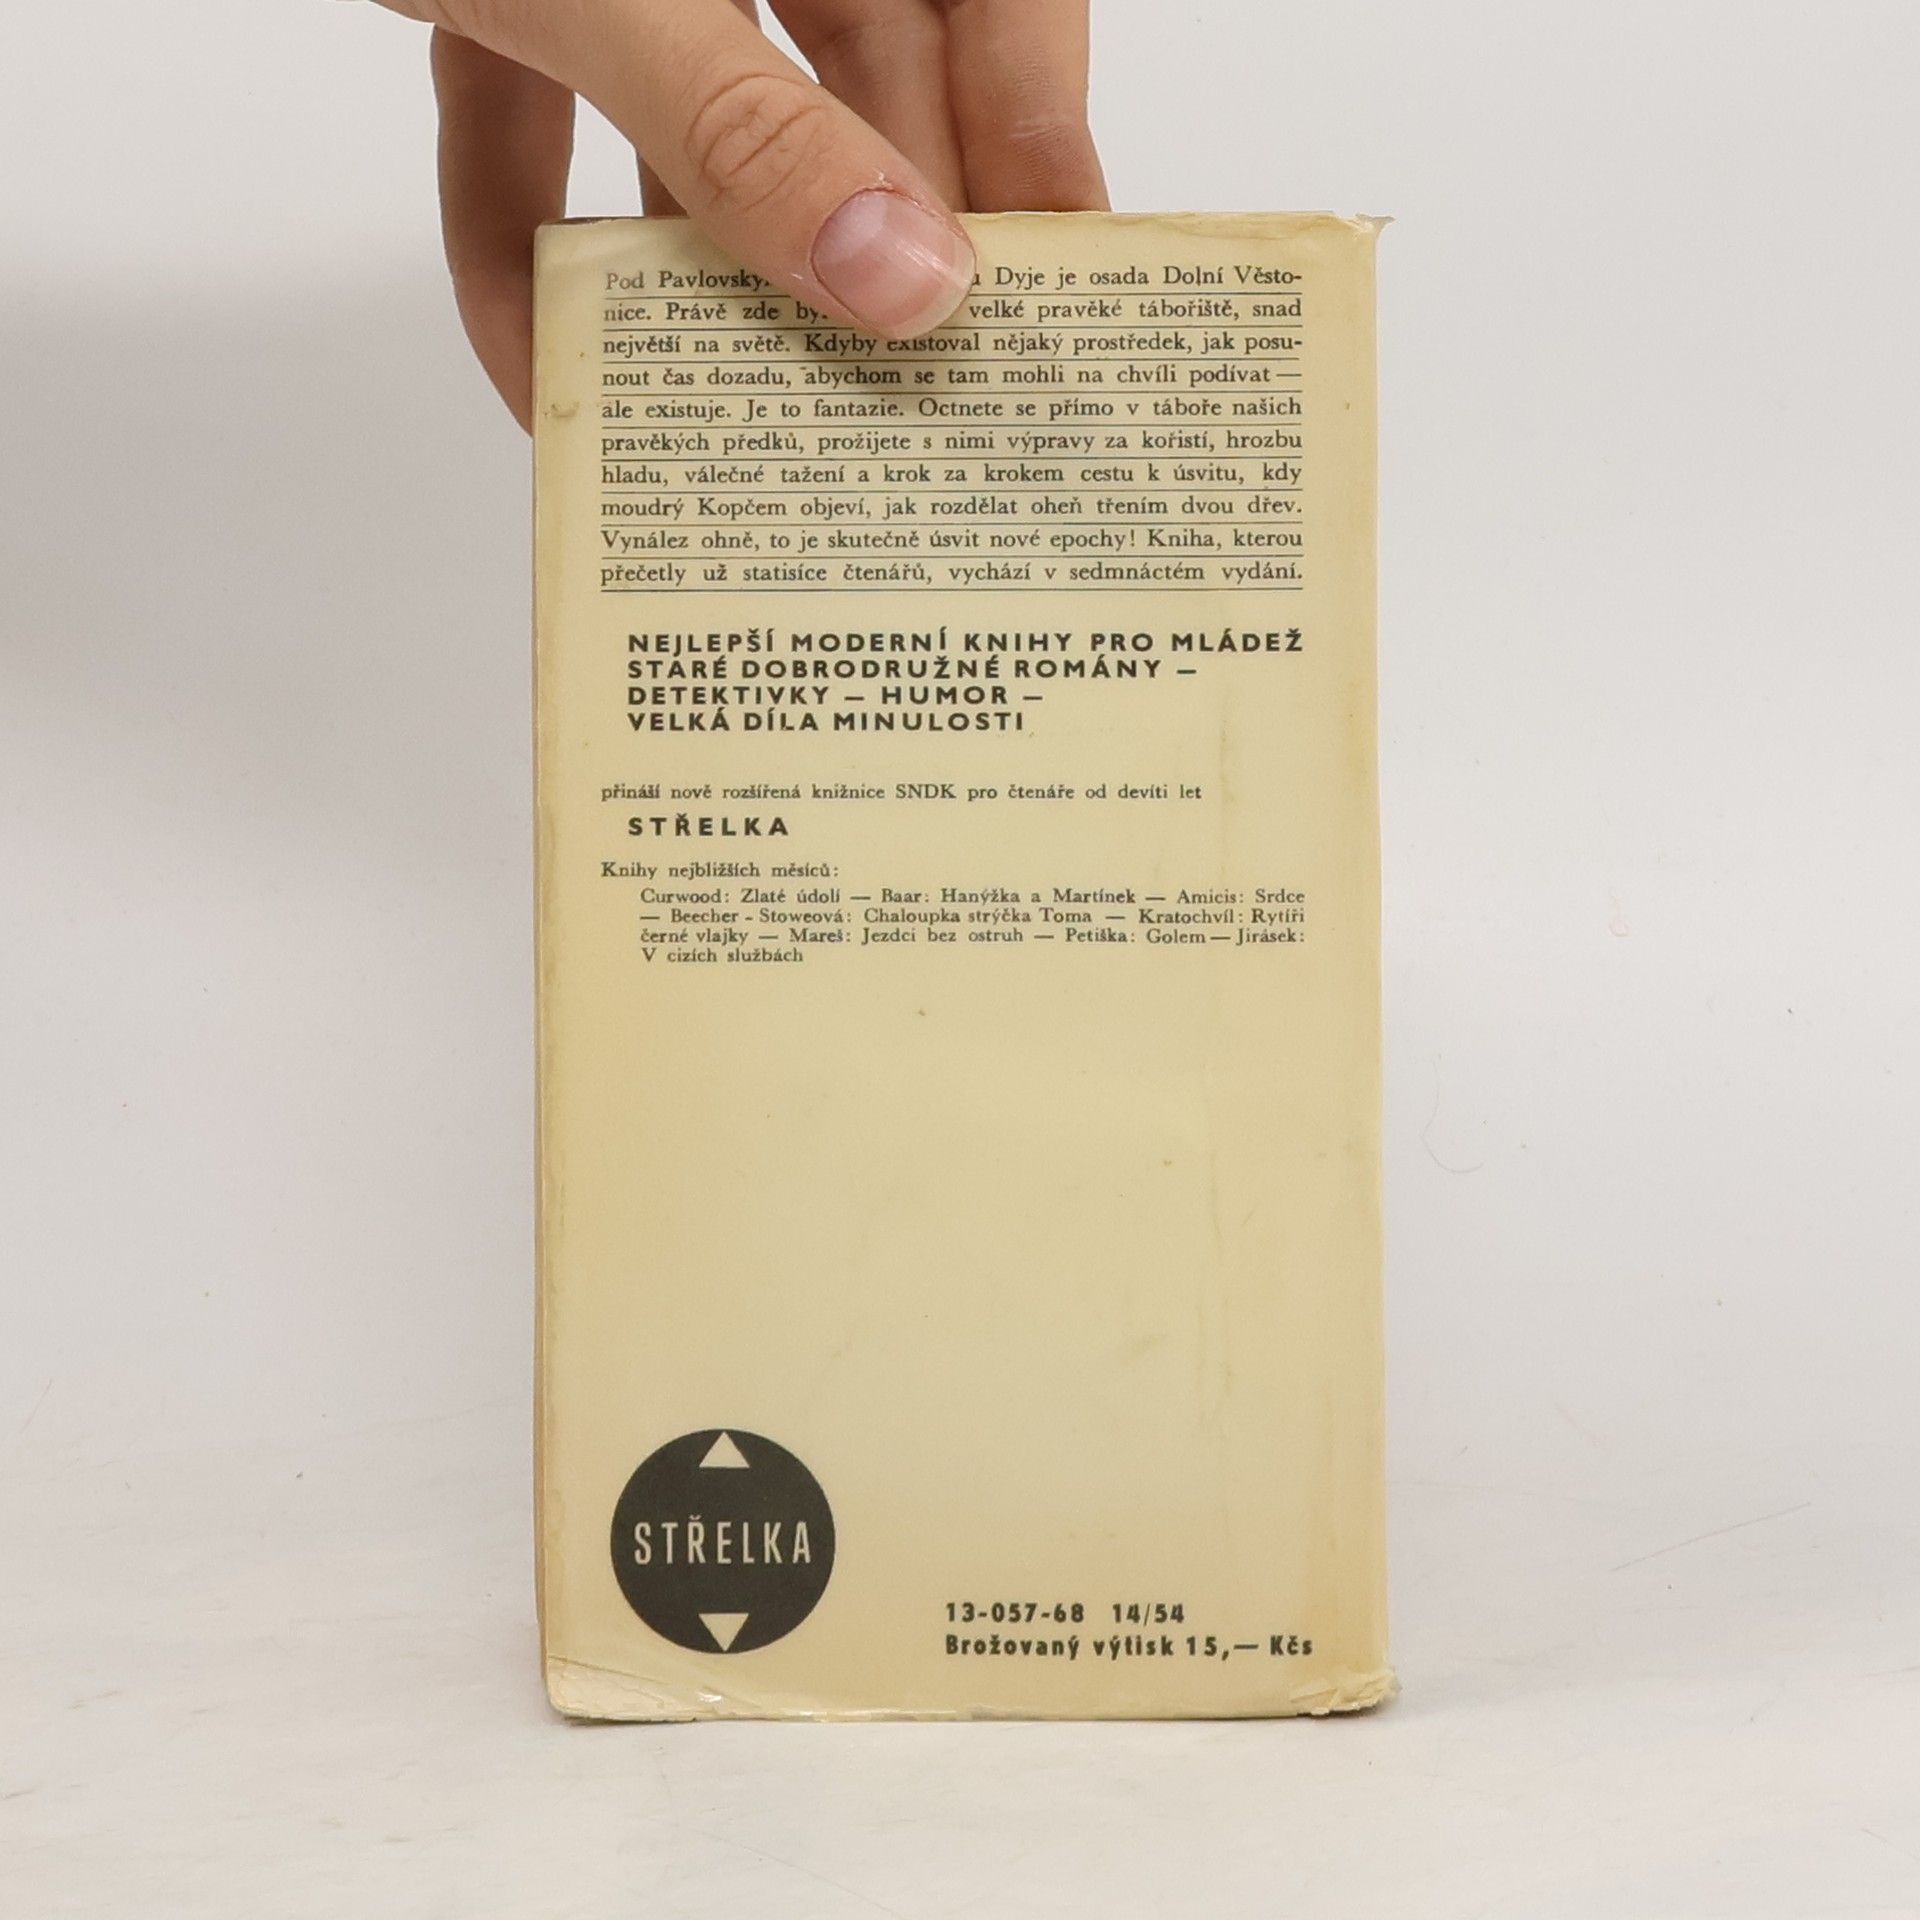 Pod Dyje je osada Dolní Věsto-
nice. Právě zde velké pravěké tábořiště, snad
největší na světě. Kdyby existoval nějaký prostředek, jak posu-
nout čas dozadu, abychom se tam mohli na chvíli podívat —
ale existuje. Je to fantazie. Octnete se přímo v táboře našich
pravěkých předků, prožijete s nimi výpravy za kořistí, hrozbu
hladu, válečné tažení a krok za krokem cestu k úsvitu, kdy
moudrý Kopčem objeví, jak rozdělat oheň třením dvou dřev.
Vynález ohně, to je skutečně úsvit nové epochy! Kniha, kterou
přečetly už statisíce čtenářů, vychází v sedmnáctém vydání.
NEJLEPŠÍ MODERNÍ KNIHY PRO MLÁDEŽ
STARÉ DOBRODRUŽNÉ ROMÁNY —
DETEKTIVKY — HUMOR —
VELKÁ DÍLA MINULOSTI
přináší nově rozšířená knižnice SNDK pro čtenáře od devíti let
STŘELKA
Knihy nejbližších měsíců:
Curwood: Zlaté údolí — Baar: Hanýžka a Martínek — Amicis: Srdce
— Beecher - Stoweová: Chaloupka strýčka Toma — Kratochvíl: Rytíři
černé vlajky — Mareš: Jezdci bez ostruh — Petiška: Golem — Jirásek:
V cizích službách
STŘELKA
13-057-68 14/54
Brožovaný výtisk 15,— Kčs